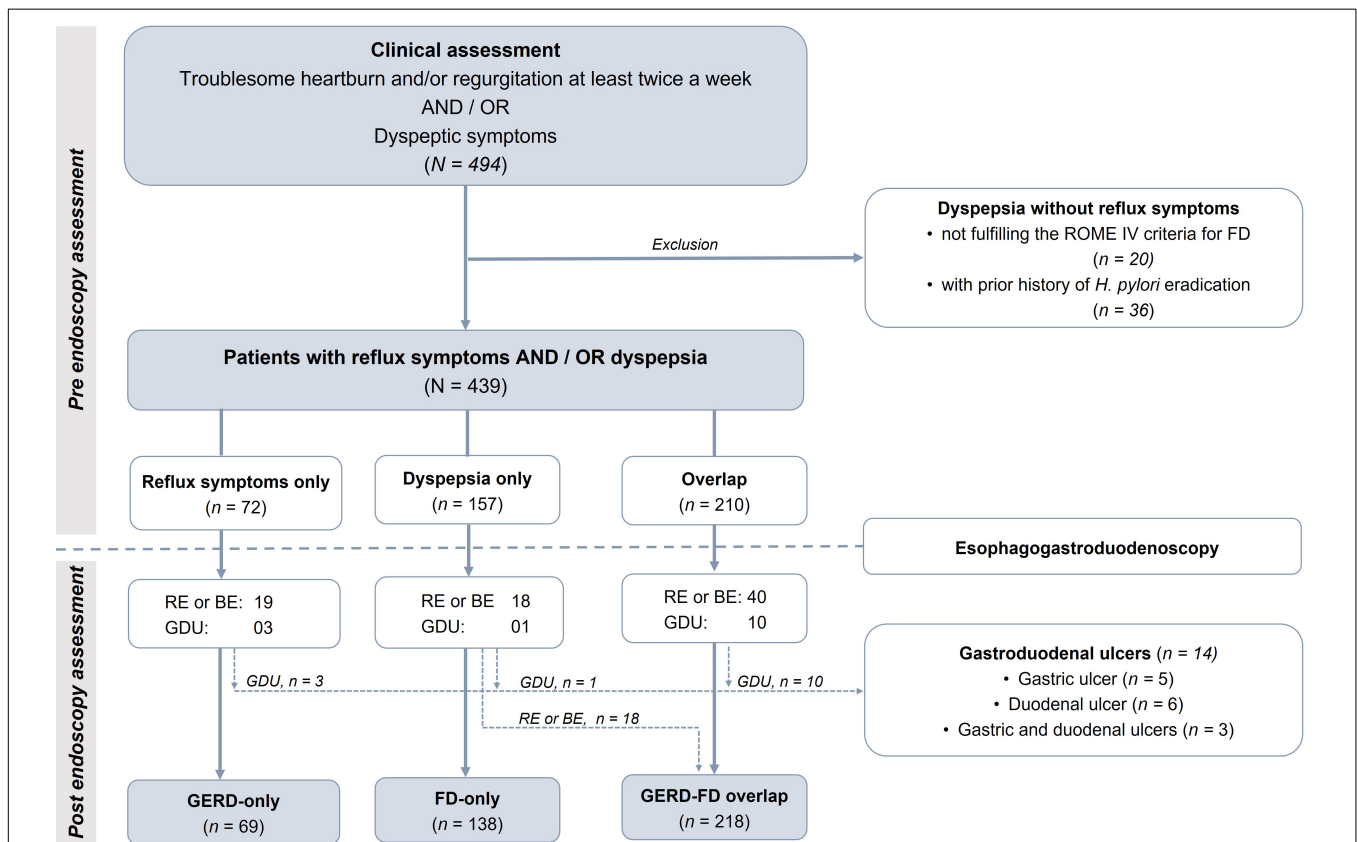 Pre endoscopy assessment
Clinical assessment
Troublesome heartburn and/or regurgitation at least twice a week
AND / OR
Dyspeptic symptoms
(N = 494)
Exclusion
Dyspepsia without reflux symptoms
• not fulfilling the ROME IV criteria for FD
(n = 20)
• with prior history of H. pylori eradication
(n = 36)
Patients with reflux symptoms AND / OR dyspepsia
(N = 439)
Reflux symptoms only
(n = 72)
Dyspepsia only
(n = 157)
Overlap
(n = 210)
Esophagogastroduodenoscopy
Post endoscopy assessment
RE or BE: 19
GDU: 03
RE or BE 18
GDU: 01
RE or BE: 40
GDU: 10
GDU, n = 3
GDU, n = 1
GDU, n = 10
RE or BE, n = 18
Gastroduodenal ulcers (n = 14)
• Gastric ulcer (n = 5)
• Duodenal ulcer (n = 6)
• Gastric and duodenal ulcers (n = 3)
GERD-only
(n = 69)
FD-only
(n = 138)
GERD-FD overlap
(n = 218)